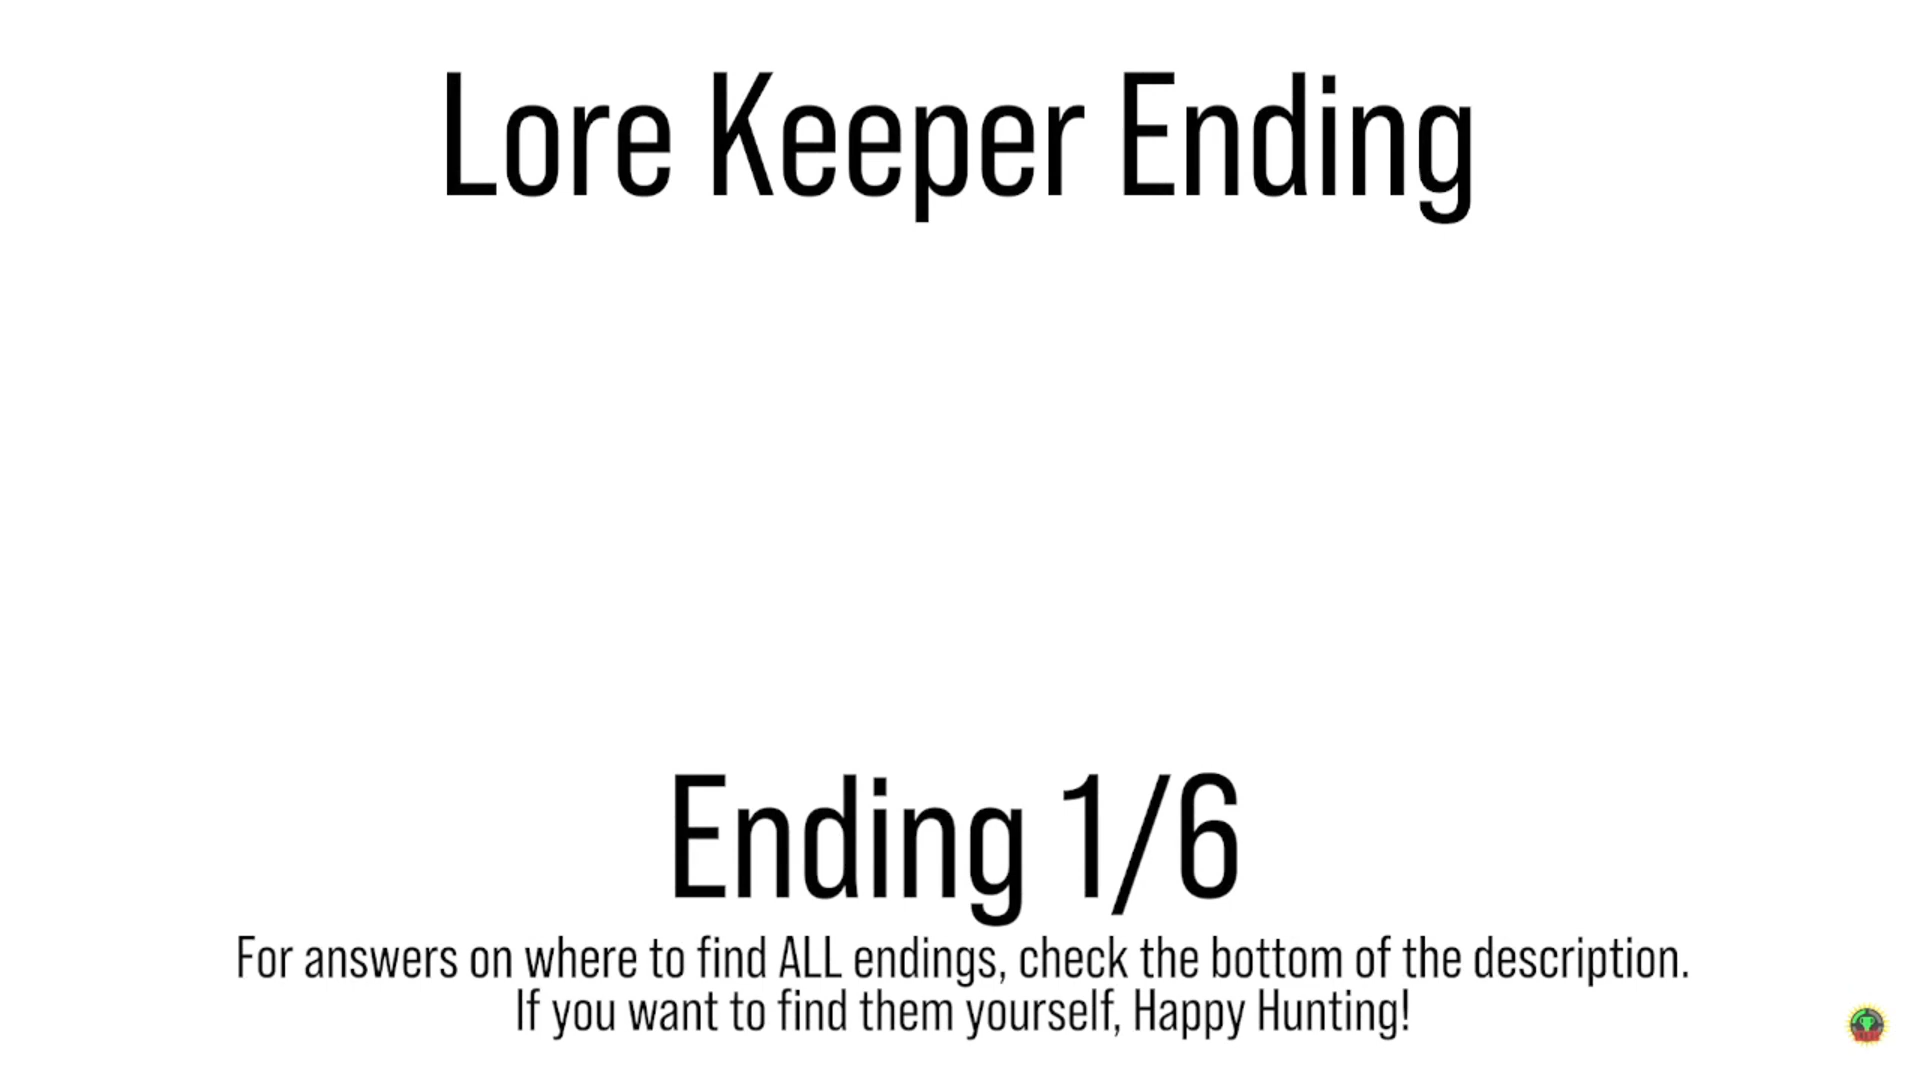 Lore Keeper Ending
Ending 1/6
For answers on where to find ALL endings, check the bottom of the description.
If you want to find them yourself, Happy Hunting!